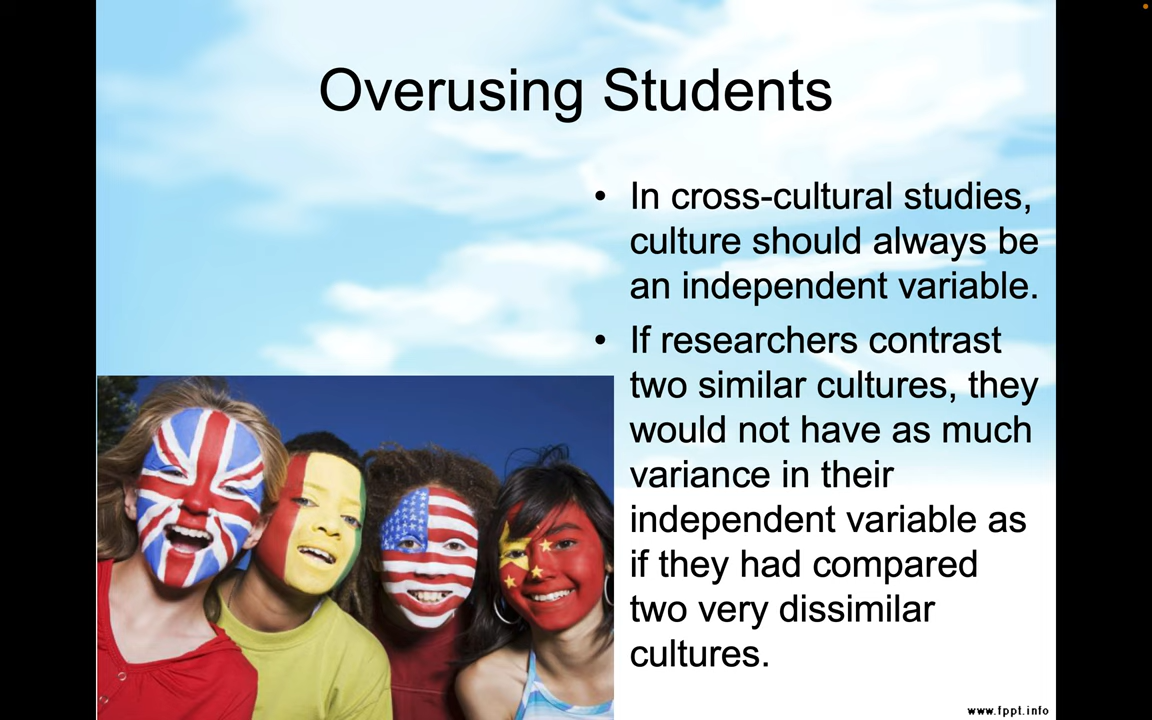 Overusing Students
• In cross-cultural studies,
culture should always be
an independent variable.
• If researchers contrast
two similar cultures, they
would not have as much
variance in their
independent variable as
if they had compared
two very dissimilar
cultures.
www.fppt.info